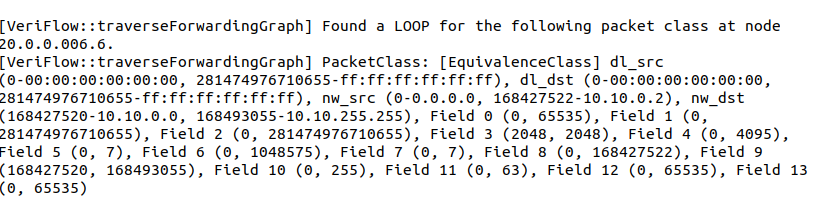 [VeriFlow::traverseForwardingGraph] Found a LOOP for the following packet class at node
20.0.0.006.6.
[VeriFlow::traverseForwardingGraph] PacketClass: [EquivalenceClass] dl_src
(0-00:00:00:00:00:00, 281474976710655-ff:ff:ff:ff:ff:ff), dl_dst (0-00:00:00:00:00:00,
281474976710655-ff:ff:ff:ff:ff:ff), nw_src (0-0.0.0.0, 168427522-10.10.0.2), nw_dst
(168427520-10.10.0.0, 168493055-10.10.255.255), Field 0 (0, 65535), Field 1 (0,
281474976710655), Field 2 (0, 281474976710655), Field 3 (2048, 2048), Field 4 (0, 4095),
Field 5 (0, 7), Field 6 (0, 1048575), Field 7 (0, 7), Field 8 (0, 168427522), Field 9
(168427520, 168493055), Field 10 (0, 255), Field 11 (0, 63), Field 12 (0, 65535), Field 13
(0, 65535)